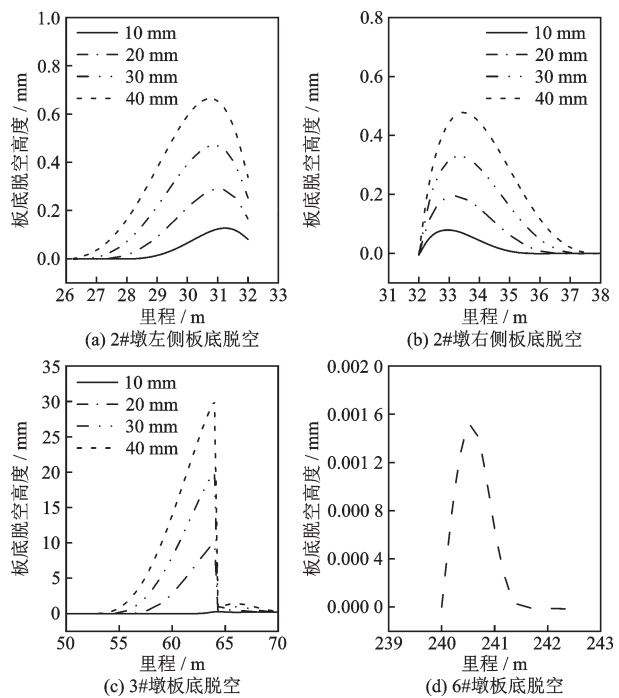 1.0
0.8
0.6
0.4
0.2
0.0
板底脱空高度 / mm
10 mm
20 mm
30 mm
40 mm
26 27 28 29 30 31 32 33
里程 / m
(a) 2#墩左侧板底脱空
0.8
0.6
0.4
0.2
0.0
板底脱空高度 / mm
10 mm
20 mm
30 mm
40 mm
31 32 33 34 35 36 37 38
里程 / m
(b) 2#墩右侧板底脱空
35
30
25
20
15
10
5
0
板底脱空高度 / mm
10 mm
20 mm
30 mm
40 mm
50 55 60 65 70
里程 / m
(c) 3#墩板底脱空
0.002 0
0.001 6
0.001 2
0.000 8
0.000 4
0.000 0
板底脱空高度 / mm
239 240 241 242 243
里程 / m
(d) 6#墩板底脱空